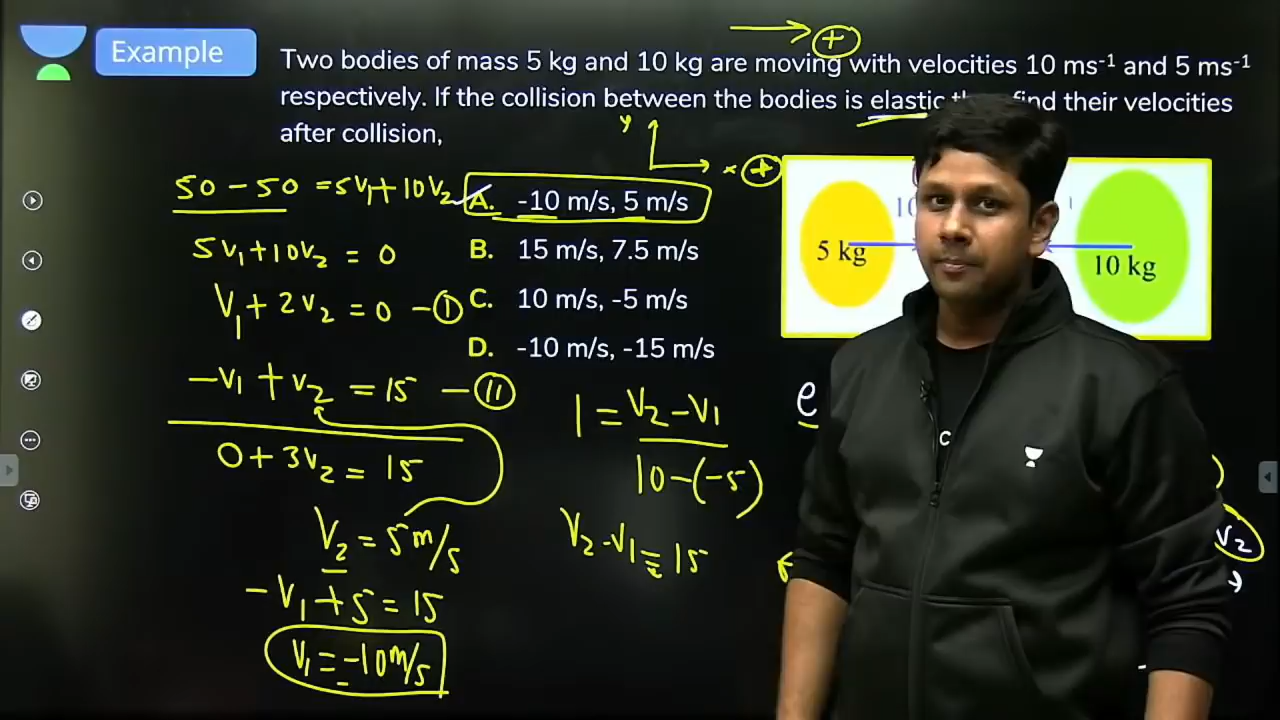 Example
Two bodies of mass 5 kg and 10 kg are moving with velocities 10 ms⁻¹ and 5 ms⁻¹
respectively. If the collision between the bodies is elastic find their velocities
after collision,
+
y
x +
50 - 50 = 5V₁ + 10V₂
5V₁ + 10V₂ = 0
V₁ + 2V₂ = 0 - I
-V₁ + V₂ = 15 - II
0 + 3V₂ = 15
V₂ = 5 m/s
-V₁ + 5 = 15
V₁ = -10 m/s
A. -10 m/s, 5 m/s
B. 15 m/s, 7.5 m/s
C. 10 m/s, -5 m/s
D. -10 m/s, -15 m/s
1 = V₂ - V₁
10 - (-5)
V₂ - V₁ = 15
5 kg
10 kg
e
C
V₂